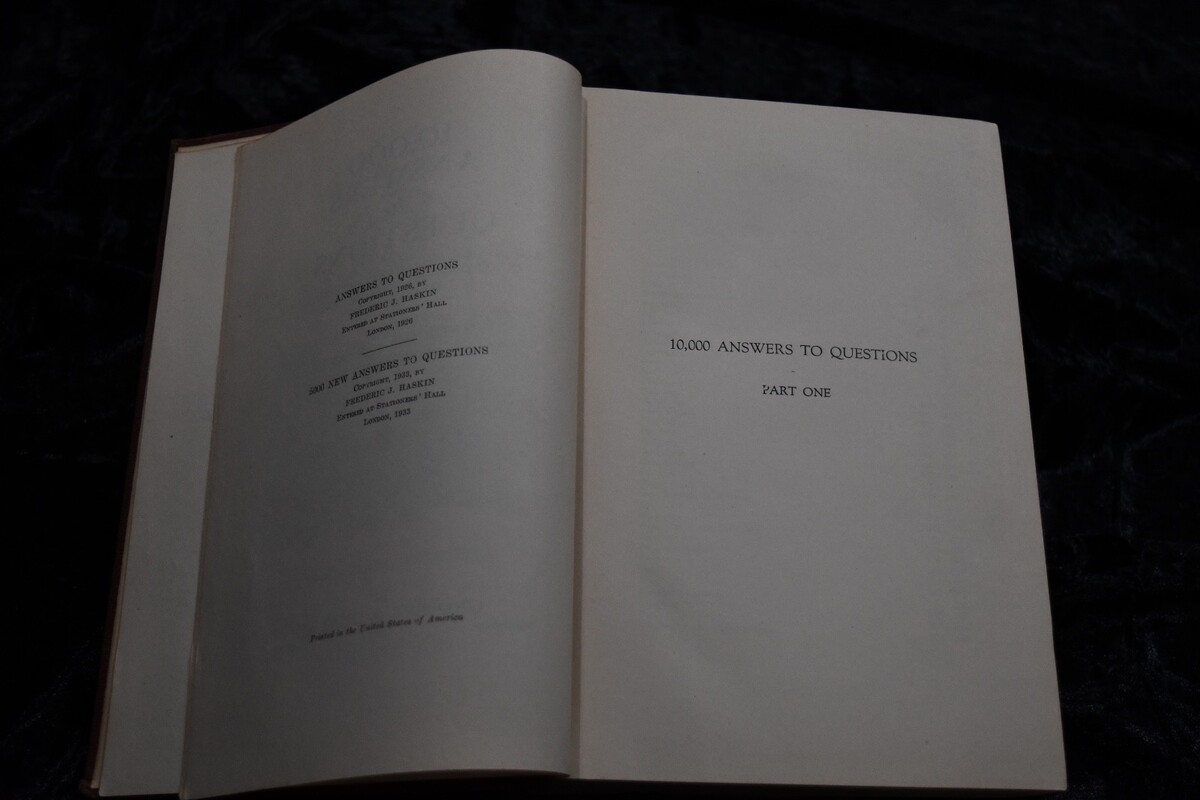 ANSWERS TO QUESTIONS
COPYRIGHT, 1926, BY
FREDERIC J. HASKIN
ENTERED AT STATIONERS' HALL
LONDON, 1926
5000 NEW ANSWERS TO QUESTIONS
COPYRIGHT, 1933, BY
FREDERIC J. HASKIN
ENTERED AT STATIONERS' HALL
LONDON, 1933
Printed in the United States of America
10,000 ANSWERS TO QUESTIONS
PART ONE